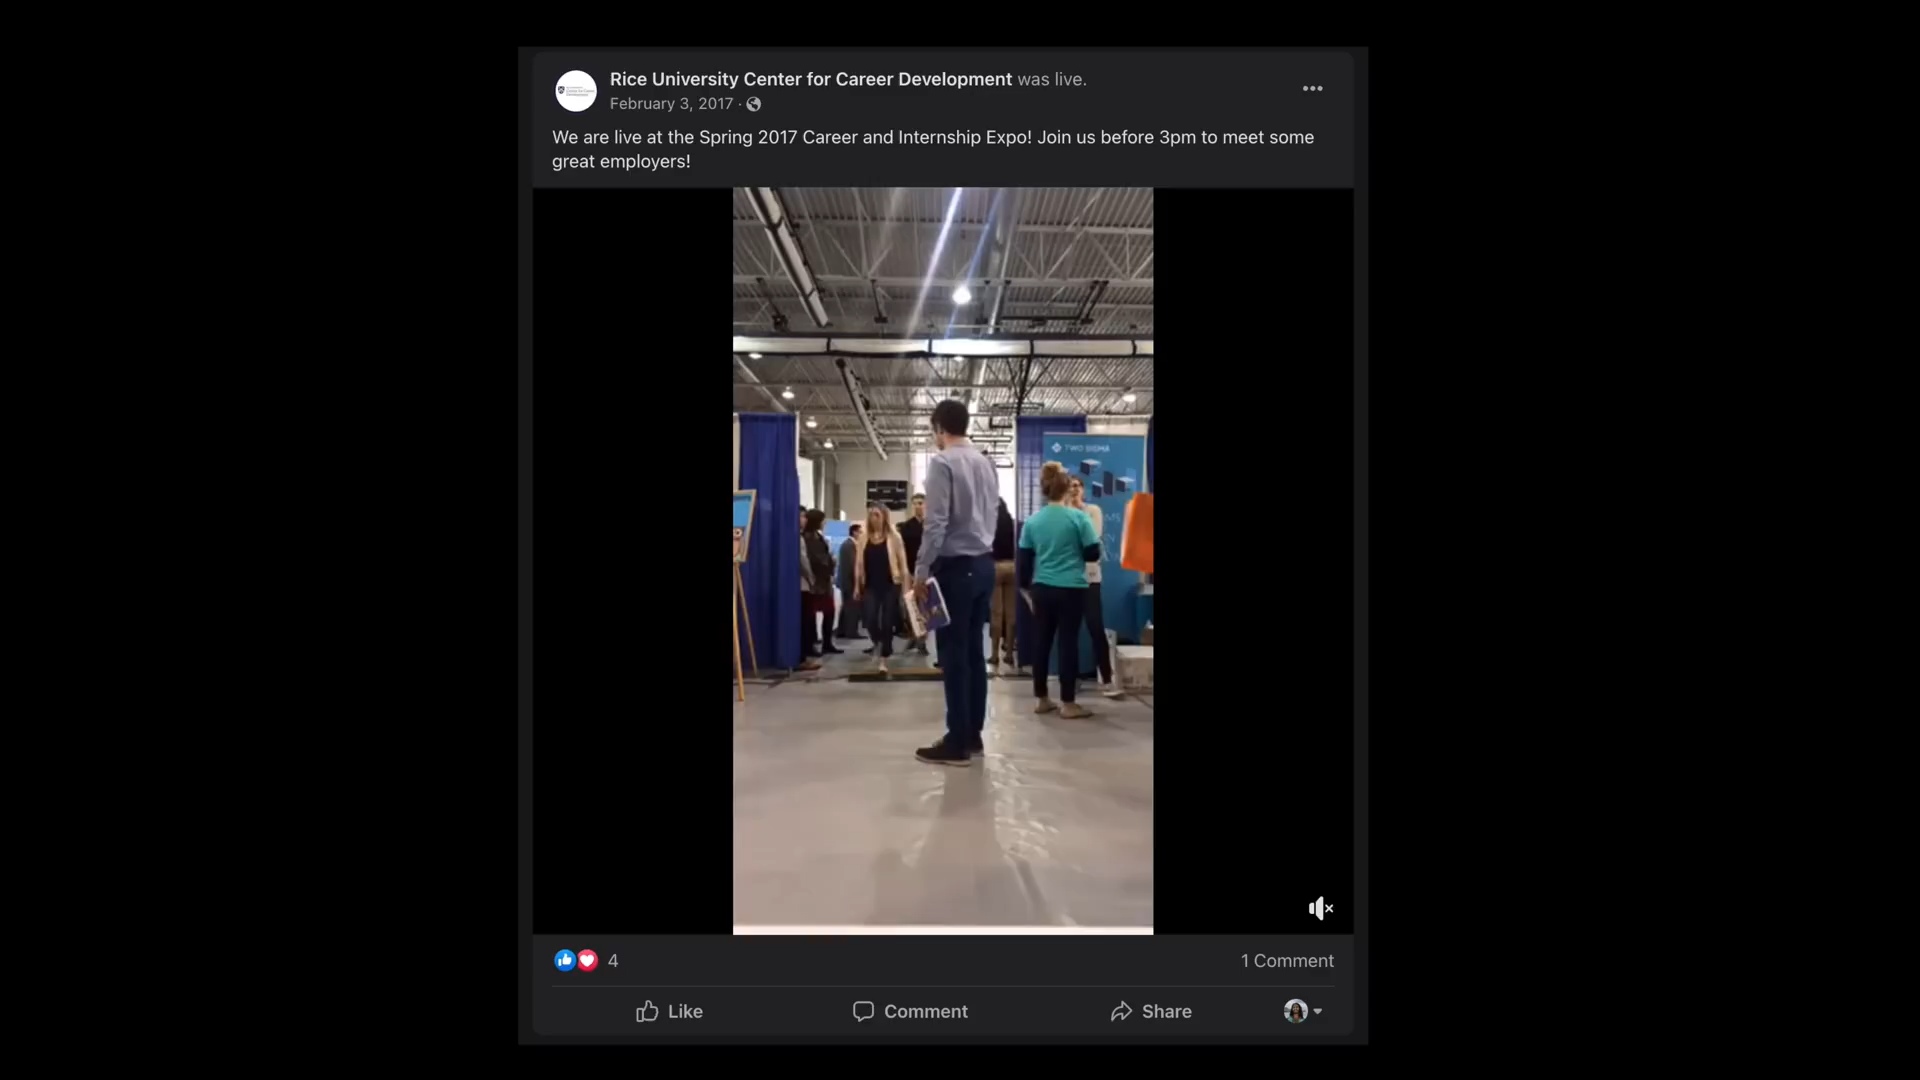 Rice University Center for Career Development was live.
February 3, 2017 ·
We are live at the Spring 2017 Career and Internship Expo! Join us before 3pm to meet some
great employers!
TWO SIGMA
4
1 Comment
Like
Comment
Share